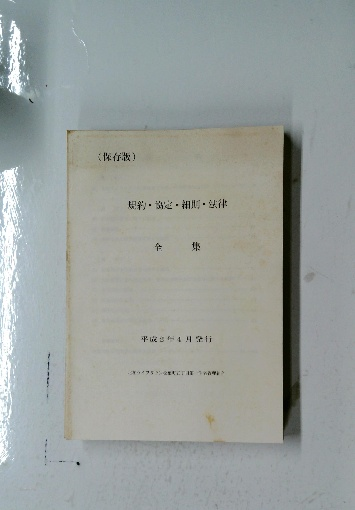 （保存版）
規約・協定・細則・法律
全 集
平成2年4月発行